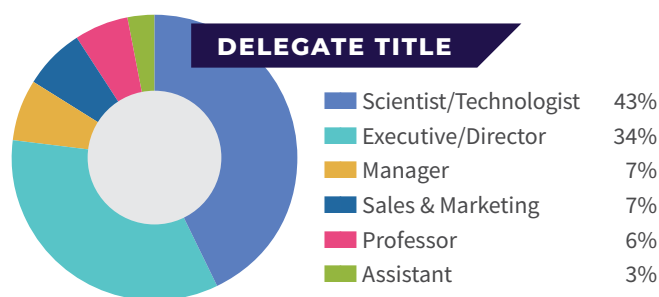 DELEGATE TITLE
Scientist/Technologist 43%
Executive/Director 34%
Manager 7%
Sales & Marketing 7%
Professor 6%
Assistant 3%